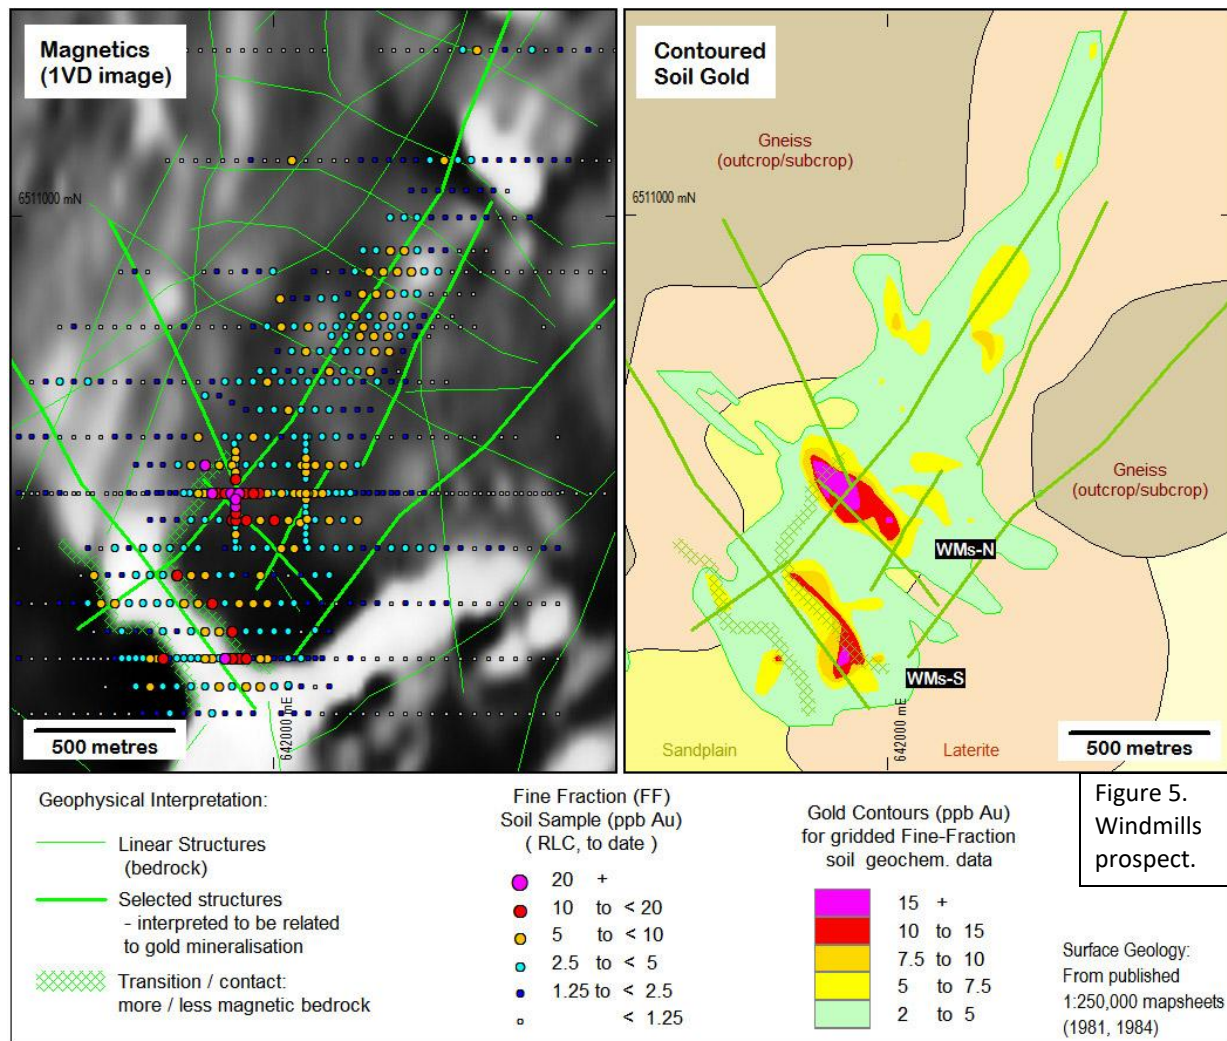 Magnetics
(1VD image)
6511000 mN
642000 mE
500 metres
Contoured
Soil Gold
Gneiss
(outcrop/subcrop)
6511000 mN
Gneiss
(outcrop/subcrop)
WMs-N
WMs-S
642000 mE
Sandplain
Laterite
500 metres
Geophysical Interpretation:
Linear Structures
(bedrock)
Selected structures
- interpreted to be related
to gold mineralisation
Transition / contact:
more / less magnetic bedrock
Fine Fraction (FF)
Soil Sample (ppb Au)
( RLC, to date )
20 +
10 to < 20
5 to < 10
2.5 to < 5
1.25 to < 2.5
< 1.25
Gold Contours (ppb Au)
for gridded Fine-Fraction
soil geochem. data
15 +
10 to 15
7.5 to 10
5 to 7.5
2 to 5
Figure 5.
Windmills
prospect.
Surface Geology:
From published
1:250,000 mapsheets
(1981, 1984)